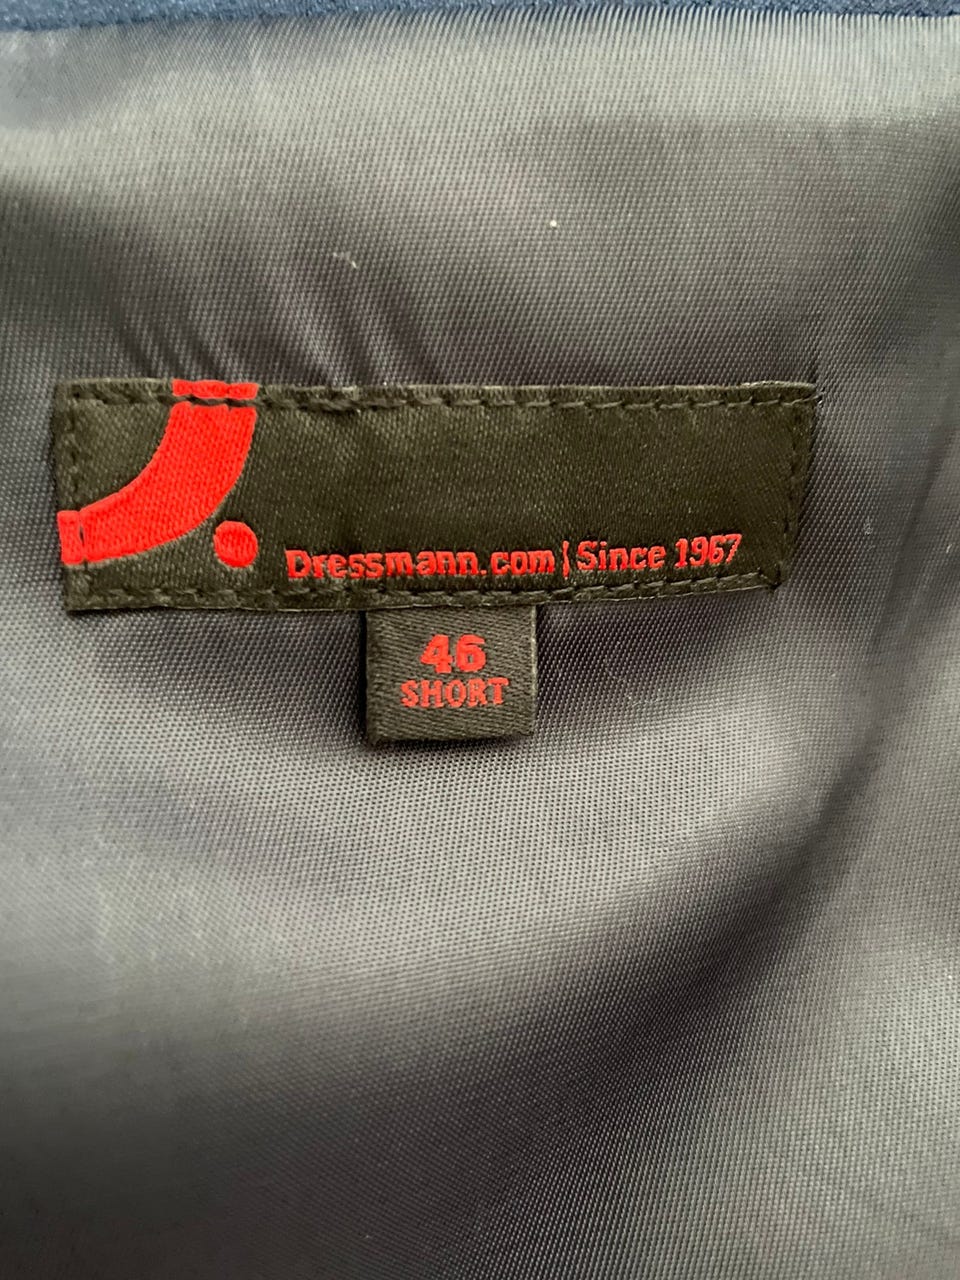 Dressmann.com | Since 1967
46
SHORT